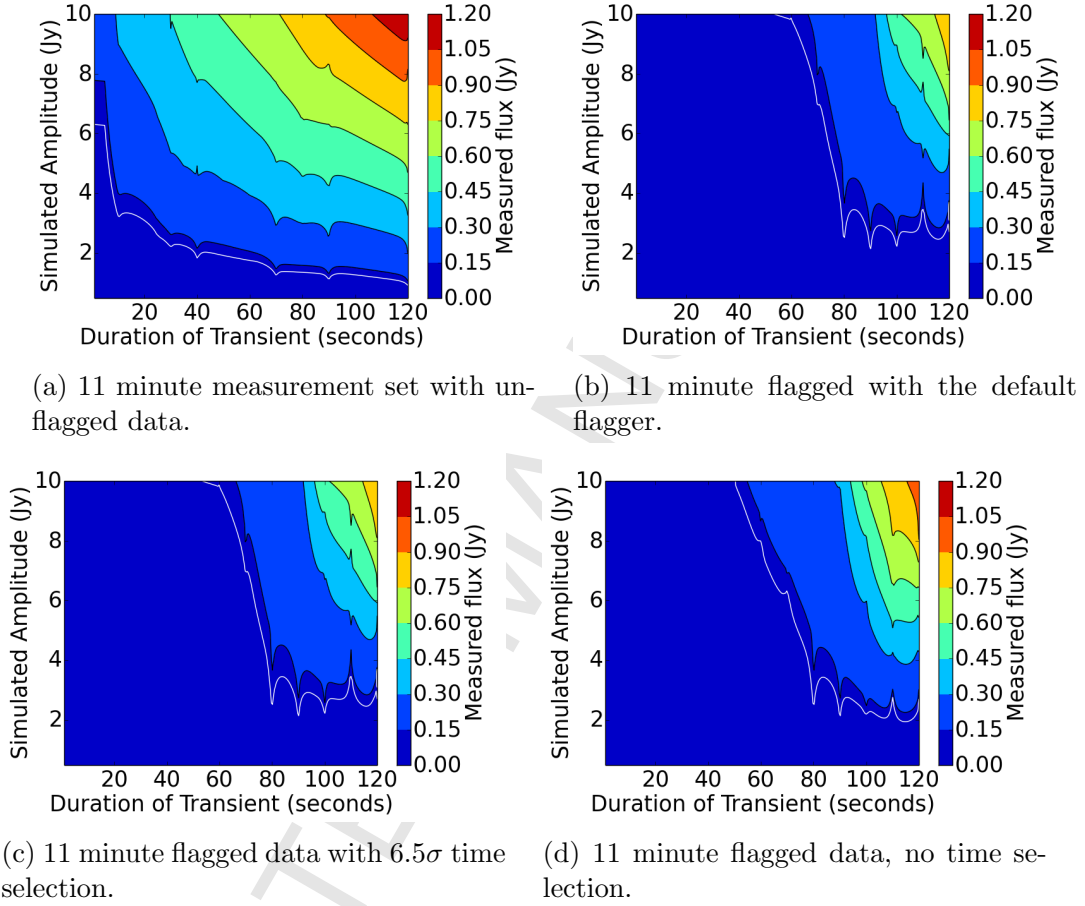 10
8
6
4
2
Simulated Amplitude (Jy)
20 40 60 80 100 120
Duration of Transient (seconds)
1.20
1.05
0.90
0.75
0.60
0.45
0.30
0.15
0.00
Measured flux (Jy)
(a) 11 minute measurement set with un-
flagged data.
10
8
6
4
2
Simulated Amplitude (Jy)
20 40 60 80 100 120
Duration of Transient (seconds)
1.20
1.05
0.90
0.75
0.60
0.45
0.30
0.15
0.00
Measured flux (Jy)
(b) 11 minute flagged with the default
flagger.
10
8
6
4
2
Simulated Amplitude (Jy)
20 40 60 80 100 120
Duration of Transient (seconds)
1.20
1.05
0.90
0.75
0.60
0.45
0.30
0.15
0.00
Measured flux (Jy)
(c) 11 minute flagged data with 6.5σ time
selection.
10
8
6
4
2
Simulated Amplitude (Jy)
20 40 60 80 100 120
Duration of Transient (seconds)
1.20
1.05
0.90
0.75
0.60
0.45
0.30
0.15
0.00
Measured flux (Jy)
(d) 11 minute flagged data, no time se-
lection.